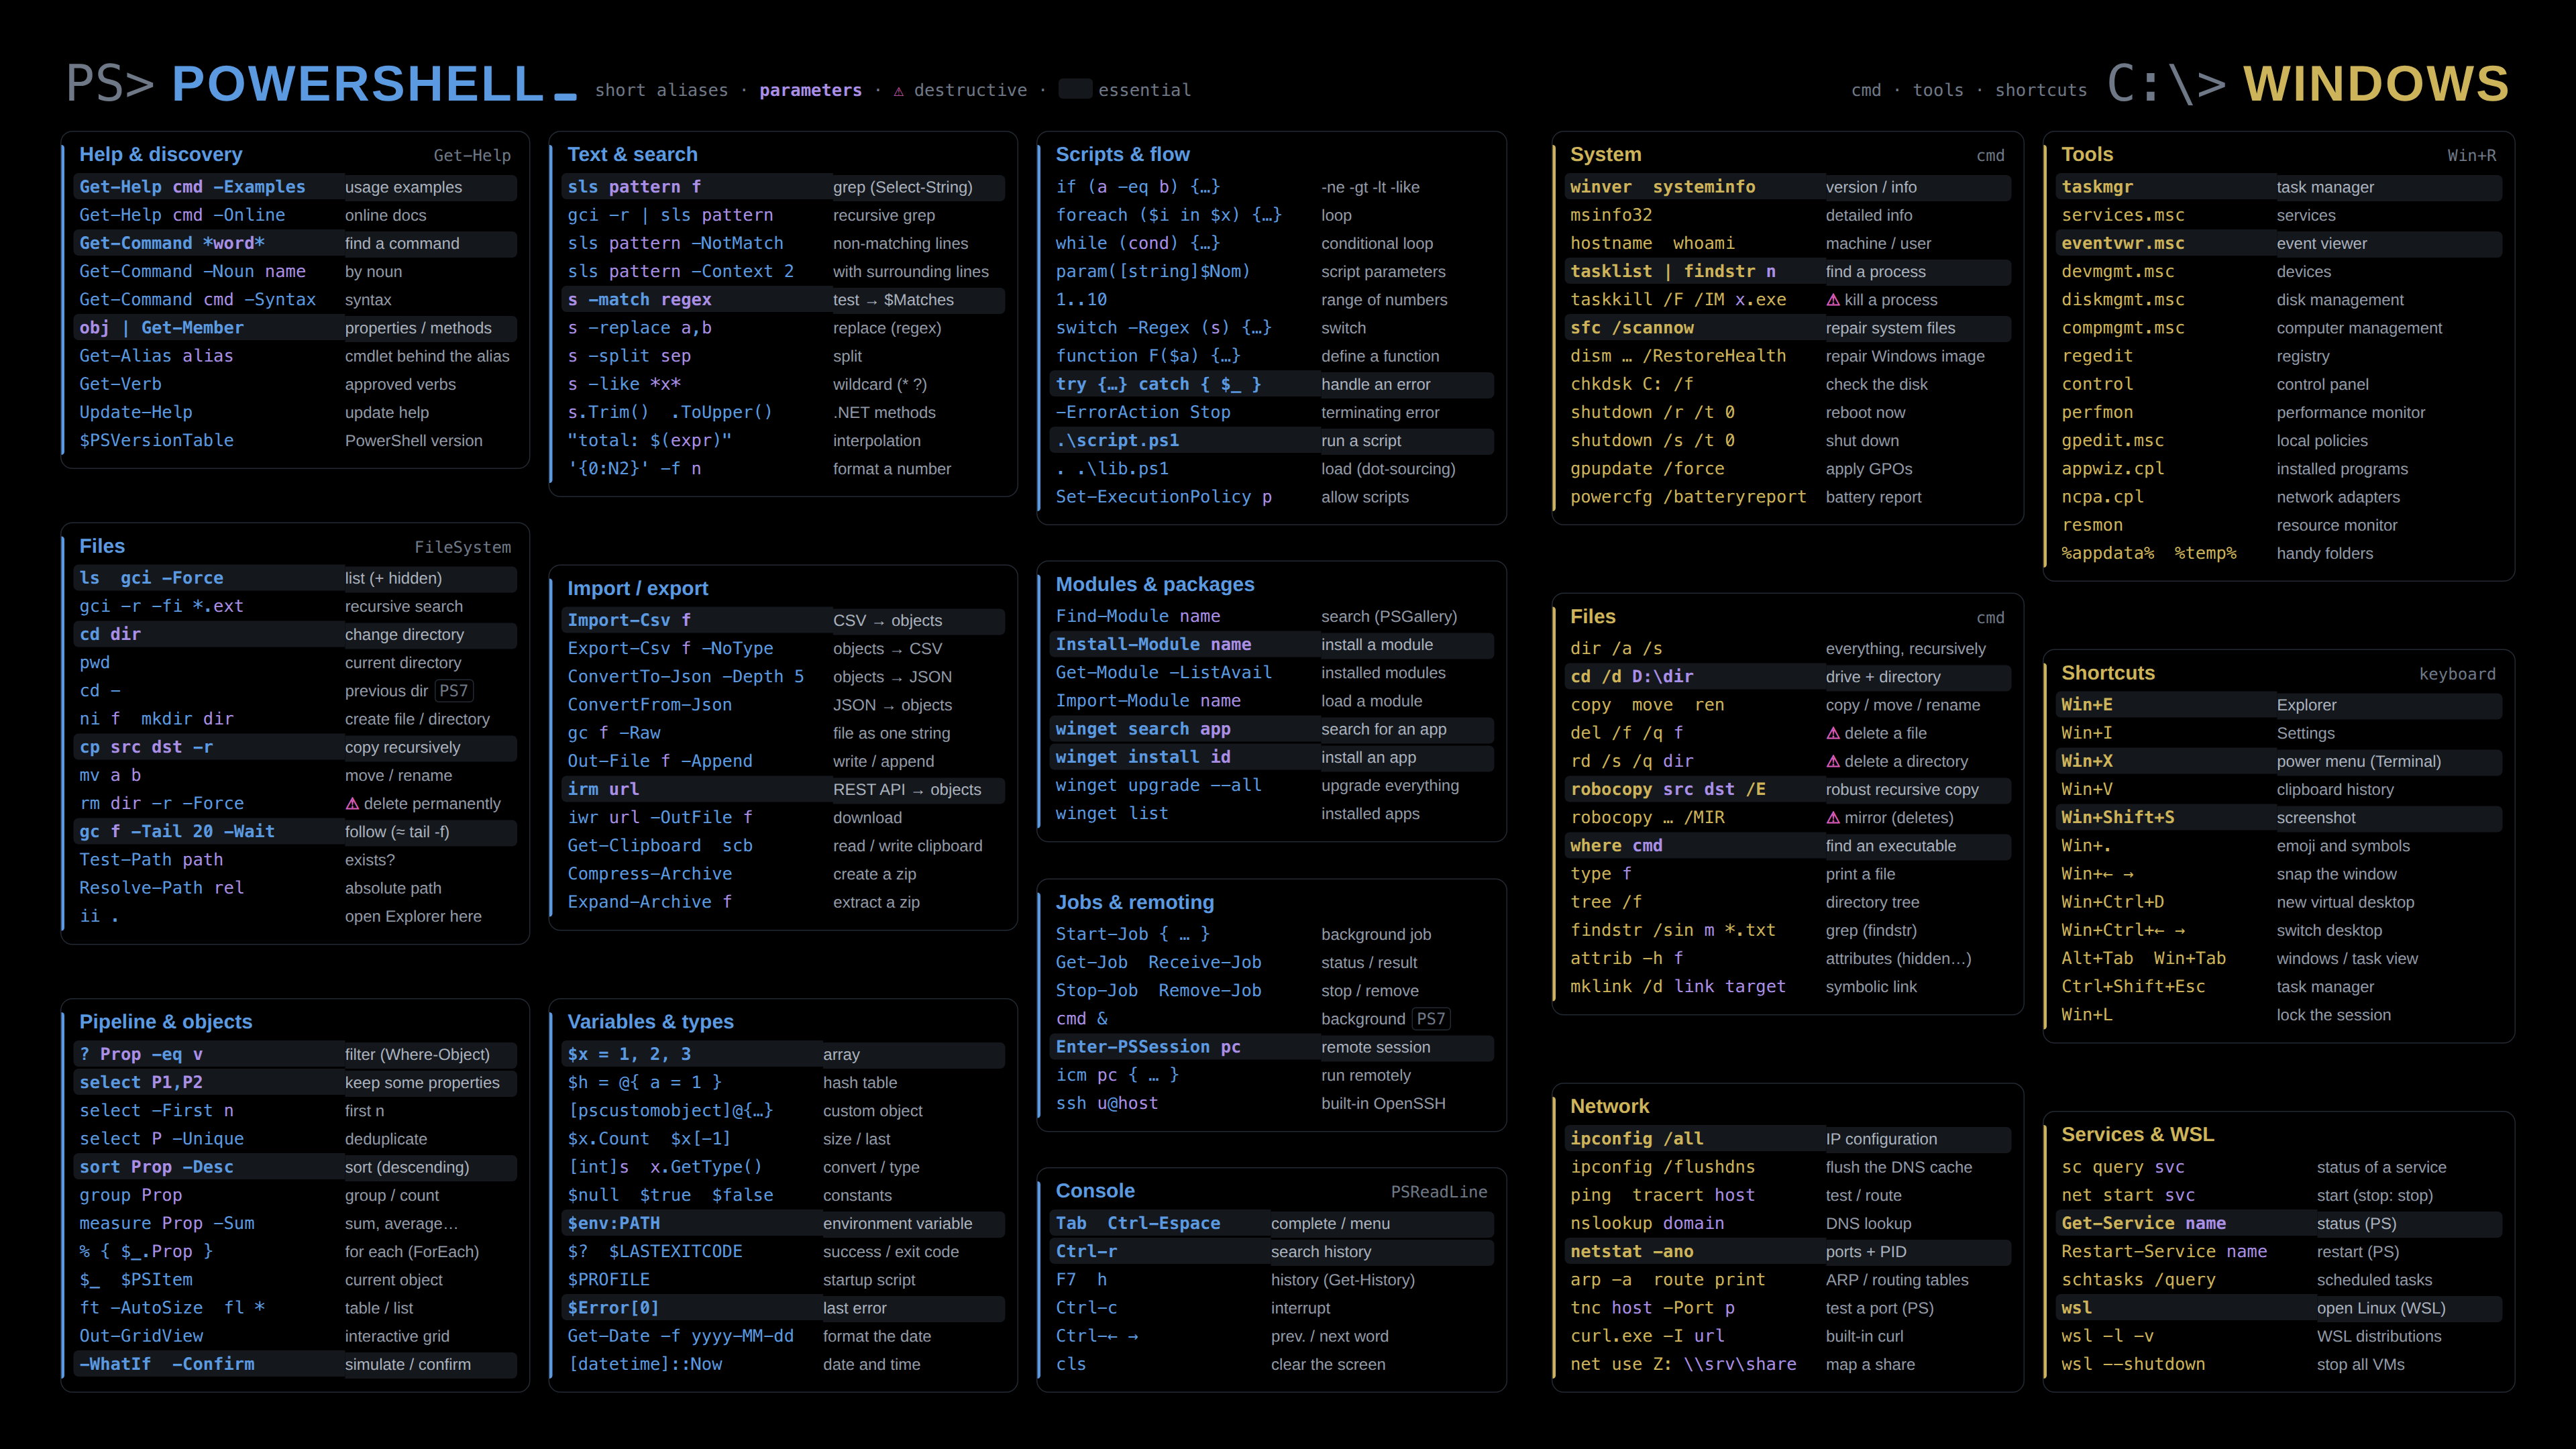 PS> POWERSHELL_ short aliases · parameters · ⚠ destructive · essential
cmd · tools · shortcuts C:\> WINDOWS
Help & discovery Get-Help
Get-Help cmd -Examples usage examples
Get-Help cmd -Online online docs
Get-Command *word* find a command
Get-Command -Noun name by noun
Get-Command cmd -Syntax syntax
obj | Get-Member properties / methods
Get-Alias alias cmdlet behind the alias
Get-Verb approved verbs
Update-Help update help
$PSVersionTable PowerShell version
Files FileSystem
ls gci -Force list (+ hidden)
gci -r -fi *.ext recursive search
cd dir change directory
pwd current directory
cd - previous dir PS7
ni f mkdir dir create file / directory
cp src dst -r copy recursively
mv a b move / rename
rm dir -r -Force ⚠ delete permanently
gc f -Tail 20 -Wait follow (≈ tail -f)
Test-Path path exists?
Resolve-Path rel absolute path
ii . open Explorer here
Pipeline & objects
? Prop -eq v filter (Where-Object)
select P1,P2 keep some properties
select -First n first n
select P -Unique deduplicate
sort Prop -Desc sort (descending)
group Prop group / count
measure Prop -Sum sum, average…
% { $_.Prop } for each (ForEach)
$_ $PSItem current object
ft -AutoSize fl * table / list
Out-GridView interactive grid
-WhatIf -Confirm simulate / confirm
Text & search
sls pattern f grep (Select-String)
gci -r | sls pattern recursive grep
sls pattern -NotMatch non-matching lines
sls pattern -Context 2 with surrounding lines
s -match regex test → $Matches
s -replace a,b replace (regex)
s -split sep split
s -like *x* wildcard (* ?)
s.Trim() .ToUpper() .NET methods
"total: $(expr)" interpolation
'{0:N2}' -f n format a number
Import / export
Import-Csv f CSV → objects
Export-Csv f -NoType objects → CSV
ConvertTo-Json -Depth 5 objects → JSON
ConvertFrom-Json JSON → objects
gc f -Raw file as one string
Out-File f -Append write / append
irm url REST API → objects
iwr url -OutFile f download
Get-Clipboard scb read / write clipboard
Compress-Archive create a zip
Expand-Archive f extract a zip
Variables & types
$x = 1, 2, 3 array
$h = @{ a = 1 } hash table
[pscustomobject]@{…} custom object
$x.Count $x[-1] size / last
[int]s x.GetType() convert / type
$null $true $false constants
$env:PATH environment variable
$? $LASTEXITCODE success / exit code
$PROFILE startup script
$Error[0] last error
Get-Date -f yyyy-MM-dd format the date
[datetime]::Now date and time
Scripts & flow
if (a -eq b) {…} -ne -gt -lt -like
foreach ($i in $x) {…} loop
while (cond) {…} conditional loop
param([string]$Nom) script parameters
1..10 range of numbers
switch -Regex (s) {…} switch
function F($a) {…} define a function
try {…} catch { $_ } handle an error
-ErrorAction Stop terminating error
.\script.ps1 run a script
. .\lib.ps1 load (dot-sourcing)
Set-ExecutionPolicy p allow scripts
Modules & packages
Find-Module name search (PSGallery)
Install-Module name install a module
Get-Module -ListAvail installed modules
Import-Module name load a module
winget search app search for an app
winget install id install an app
winget upgrade --all upgrade everything
winget list installed apps
Jobs & remoting
Start-Job { … } background job
Get-Job Receive-Job status / result
Stop-Job Remove-Job stop / remove
cmd & background PS7
Enter-PSSession pc remote session
icm pc { … } run remotely
ssh u@host built-in OpenSSH
Console PSReadLine
Tab Ctrl-Espace complete / menu
Ctrl-r search history
F7 h history (Get-History)
Ctrl-c interrupt
Ctrl-← → prev. / next word
cls clear the screen
System cmd
winver systeminfo version / info
msinfo32 detailed info
hostname whoami machine / user
tasklist | findstr n find a process
taskkill /F /IM x.exe ⚠ kill a process
sfc /scannow repair system files
dism … /RestoreHealth repair Windows image
chkdsk C: /f check the disk
shutdown /r /t 0 reboot now
shutdown /s /t 0 shut down
gpupdate /force apply GPOs
powercfg /batteryreport battery report
Files cmd
dir /a /s everything, recursively
cd /d D:\dir drive + directory
copy move ren copy / move / rename
del /f /q f ⚠ delete a file
rd /s /q dir ⚠ delete a directory
robocopy src dst /E robust recursive copy
robocopy … /MIR ⚠ mirror (deletes)
where cmd find an executable
type f print a file
tree /f directory tree
findstr /sin m *.txt grep (findstr)
attrib -h f attributes (hidden…)
mklink /d link target symbolic link
Network
ipconfig /all IP configuration
ipconfig /flushdns flush the DNS cache
ping tracert host test / route
nslookup domain DNS lookup
netstat -ano ports + PID
arp -a route print ARP / routing tables
tnc host -Port p test a port (PS)
curl.exe -I url built-in curl
net use Z: \\srv\share map a share
Tools Win+R
taskmgr task manager
services.msc services
eventvwr.msc event viewer
devmgmt.msc devices
diskmgmt.msc disk management
compmgmt.msc computer management
regedit registry
control control panel
perfmon performance monitor
gpedit.msc local policies
appwiz.cpl installed programs
ncpa.cpl network adapters
resmon resource monitor
%appdata% %temp% handy folders
Shortcuts keyboard
Win+E Explorer
Win+I Settings
Win+X power menu (Terminal)
Win+V clipboard history
Win+Shift+S screenshot
Win+. emoji and symbols
Win+← → snap the window
Win+Ctrl+D new virtual desktop
Win+Ctrl+← → switch desktop
Alt+Tab Win+Tab windows / task view
Ctrl+Shift+Esc task manager
Win+L lock the session
Services & WSL
sc query svc status of a service
net start svc start (stop: stop)
Get-Service name status (PS)
Restart-Service name restart (PS)
schtasks /query scheduled tasks
wsl open Linux (WSL)
wsl -l -v WSL distributions
wsl --shutdown stop all VMs